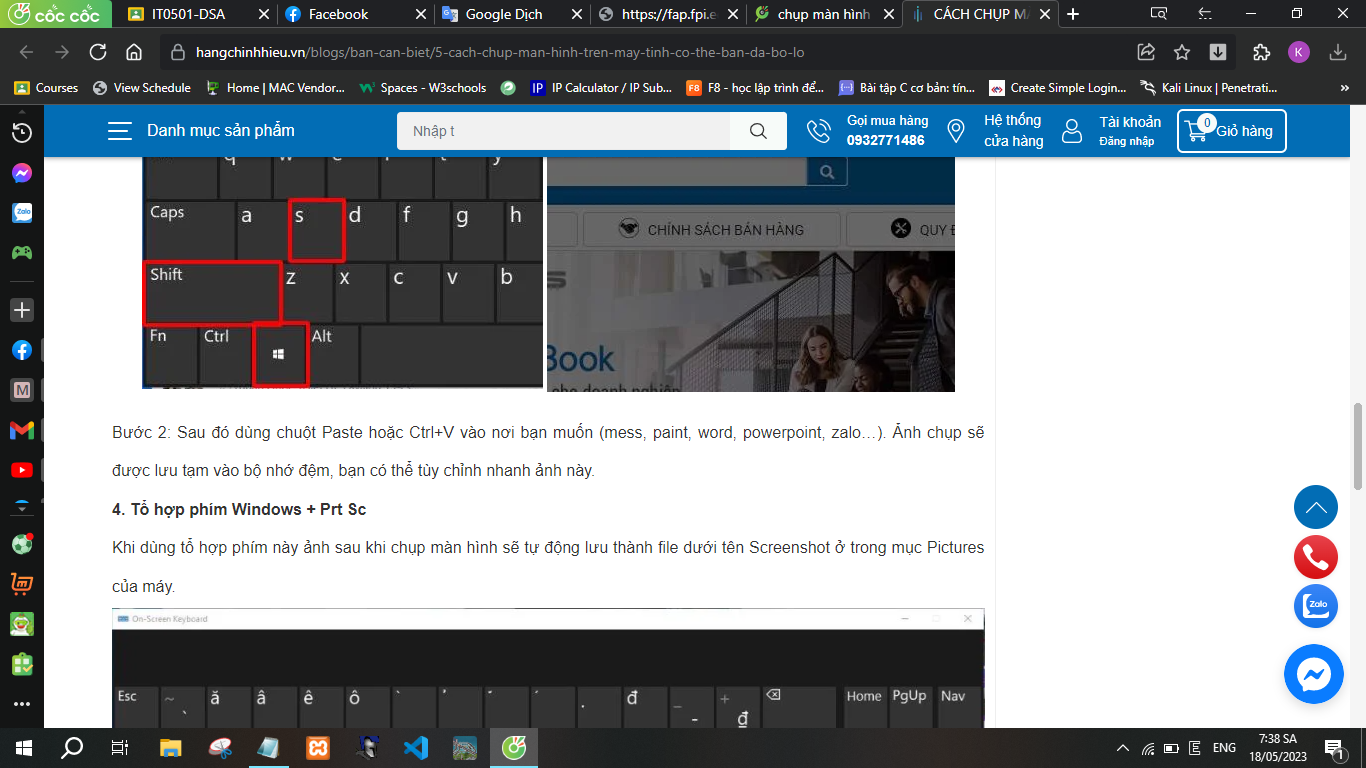 cốc cốc
IT0501-DSA
Facebook
Google Dịch
https://fap.fpi.e
chụp màn hình
CÁCH CHỤP MÀ
hangchinhhieu.vn/blogs/ban-can-biet/5-cach-chup-man-hinh-tren-may-tinh-co-the-ban-da-bo-lo
K
Courses
View Schedule
Home | MAC Vendor...
Spaces - W3schools
IP
IP Calculator / IP Sub...
F8
F8 - học lập trình để...
Bài tập C cơ bản: tín...
Create Simple Login...
Kali Linux | Penetrati...
»
Danh mục sản phẩm
Nhập t
Gọi mua hàng
0932771486
Hệ thống
cửa hàng
Tài khoản
Đăng nhập
0
Giỏ hàng
Zalo
M
q w e r t y
Caps a s d f g h
Shift z x c v b
Fn Ctrl Alt
CHÍNH SÁCH BÁN HÀNG
QUY Đ
Book
cho doanh nghiệp
Bước 2: Sau đó dùng chuột Paste hoặc Ctrl+V vào nơi bạn muốn (mess, paint, word, powerpoint, zalo…). Ảnh chụp sẽ
được lưu tạm vào bộ nhớ đệm, bạn có thể tùy chỉnh nhanh ảnh này.
4. Tổ hợp phím Windows + Prt Sc
Khi dùng tổ hợp phím này ảnh sau khi chụp màn hình sẽ tự động lưu thành file dưới tên Screenshot ở trong mục Pictures
của máy.
On-Screen Keyboard
Esc ~ ă â ê ô . đ _ - + ₫ Home PgUp Nav
Zalo
ENG
7:38 SA
18/05/2023
1